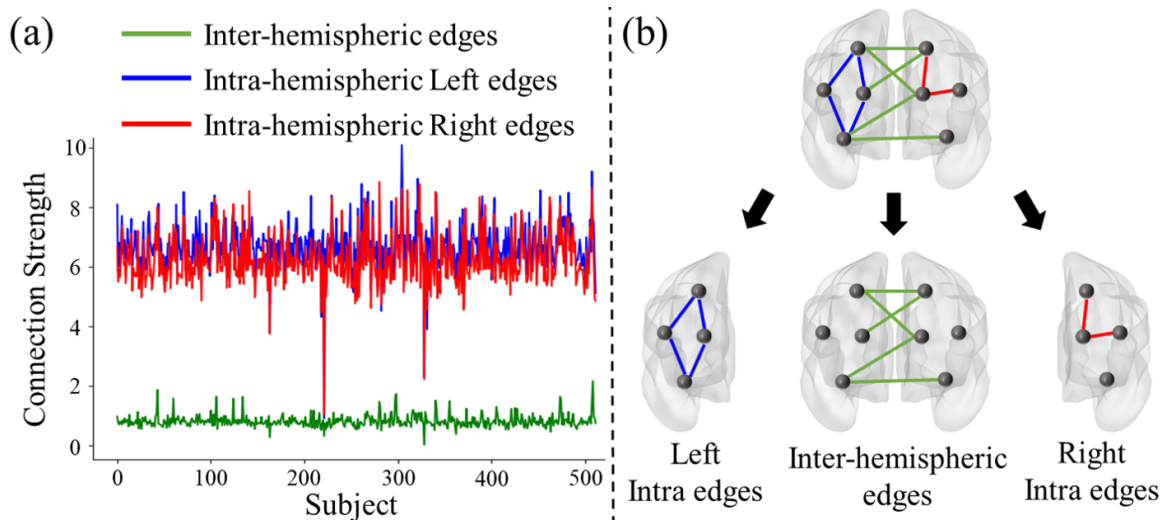 (a)
Inter-hemispheric edges
Intra-hemispheric Left edges
Intra-hemispheric Right edges
Connection Strength
10
8
6
4
2
0
0 100 200 300 400 500
Subject
(b)
Left
Intra edges
Inter-hemispheric
edges
Right
Intra edges